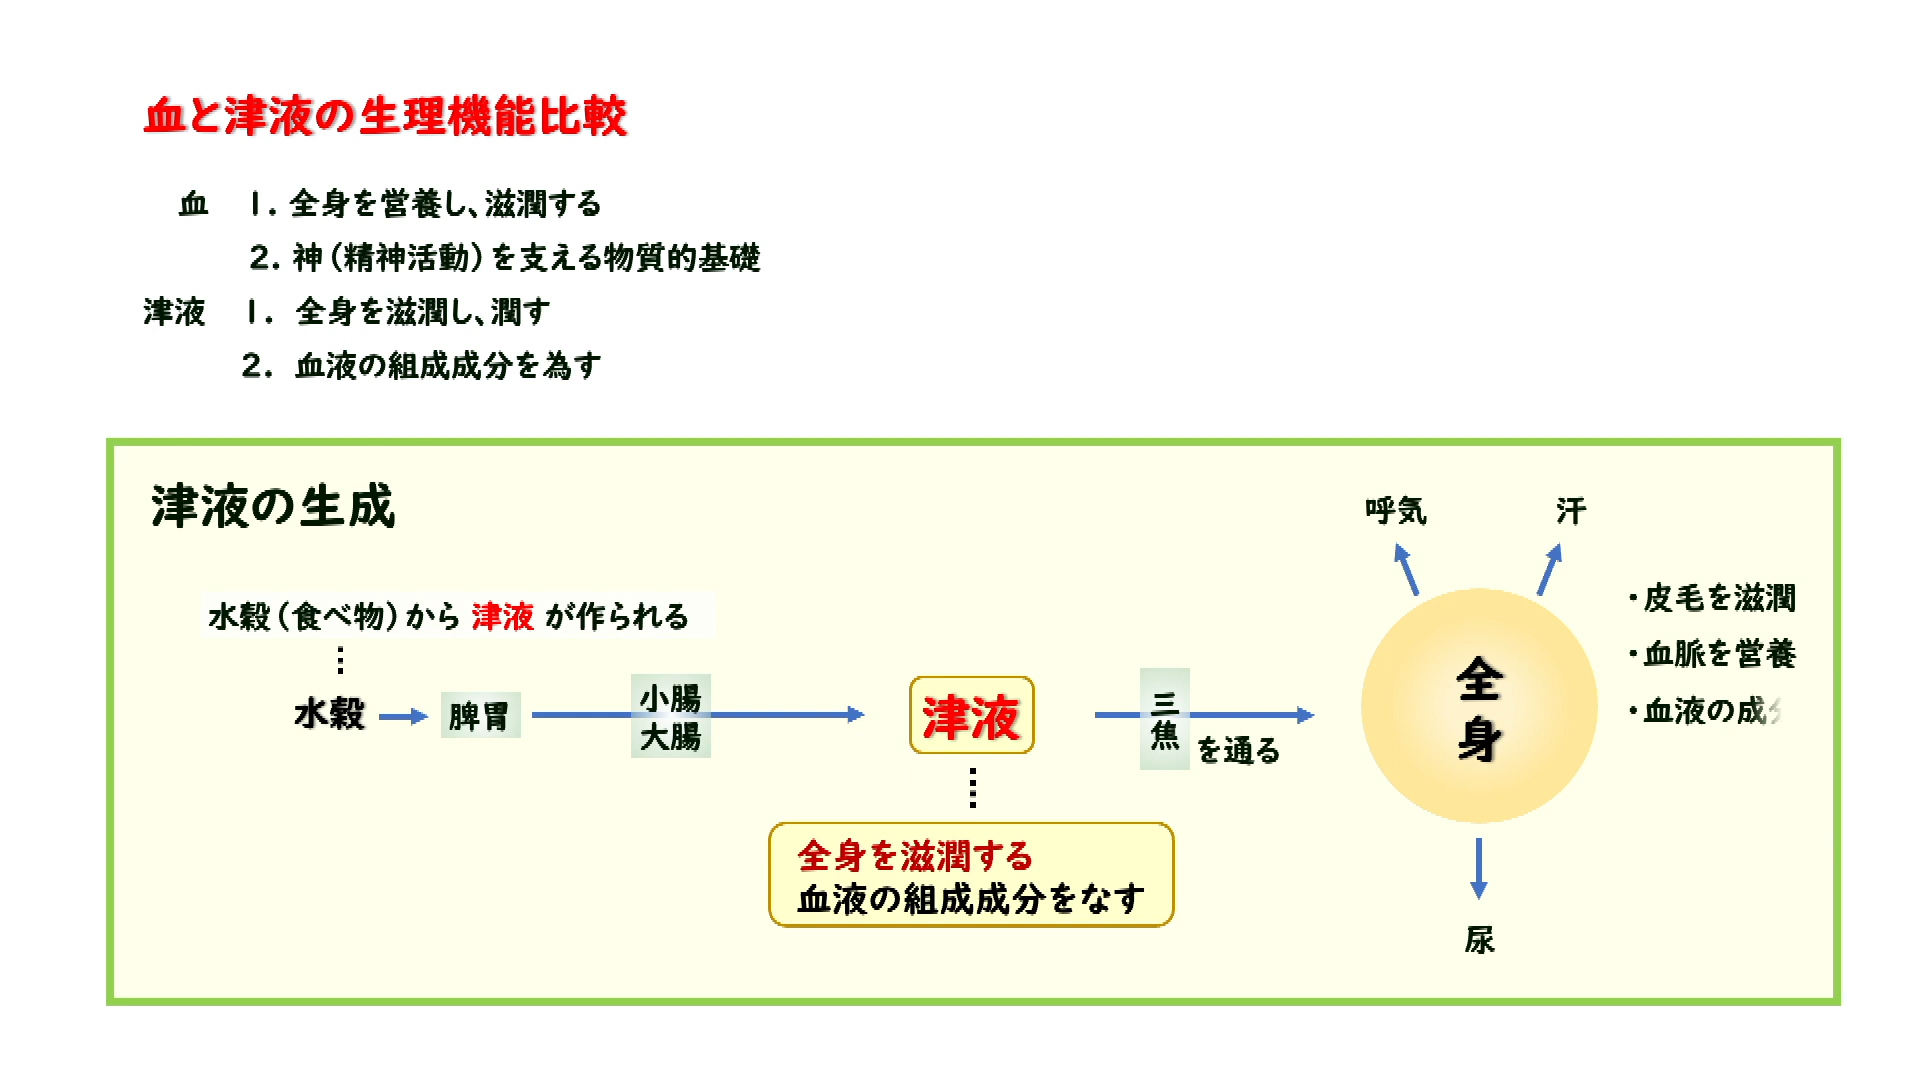 血と津液の生理機能比較
血 1. 全身を営養し、滋潤する
2. 神（精神活動）を支える物質的基礎
津液 1. 全身を滋潤し、潤す
2. 血液の組成成分を為す
津液の生成
水穀（食べ物）から 津液 が作られる
水穀
脾胃
小腸
大腸
津液
三焦
を通る
全身を滋潤する
血液の組成成分をなす
呼気
汗
全身
尿
・皮毛を滋潤
・血脈を営養
・血液の成